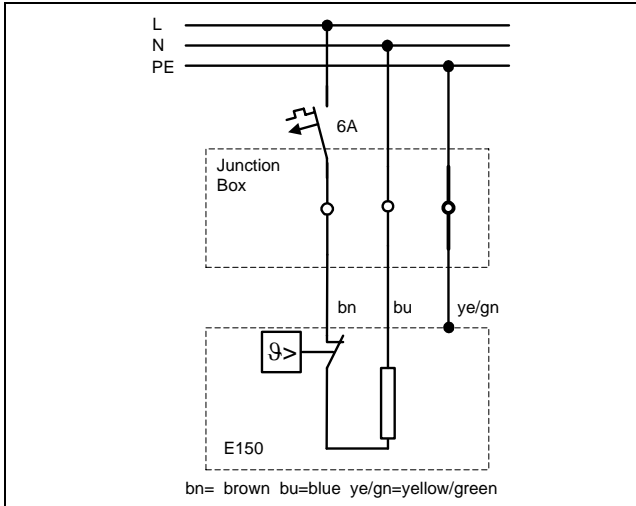 L
N
PE
6A
Junction
Box
bn bu ye/gn
ϑ>
E150
bn= brown bu=blue ye/gn=yellow/green